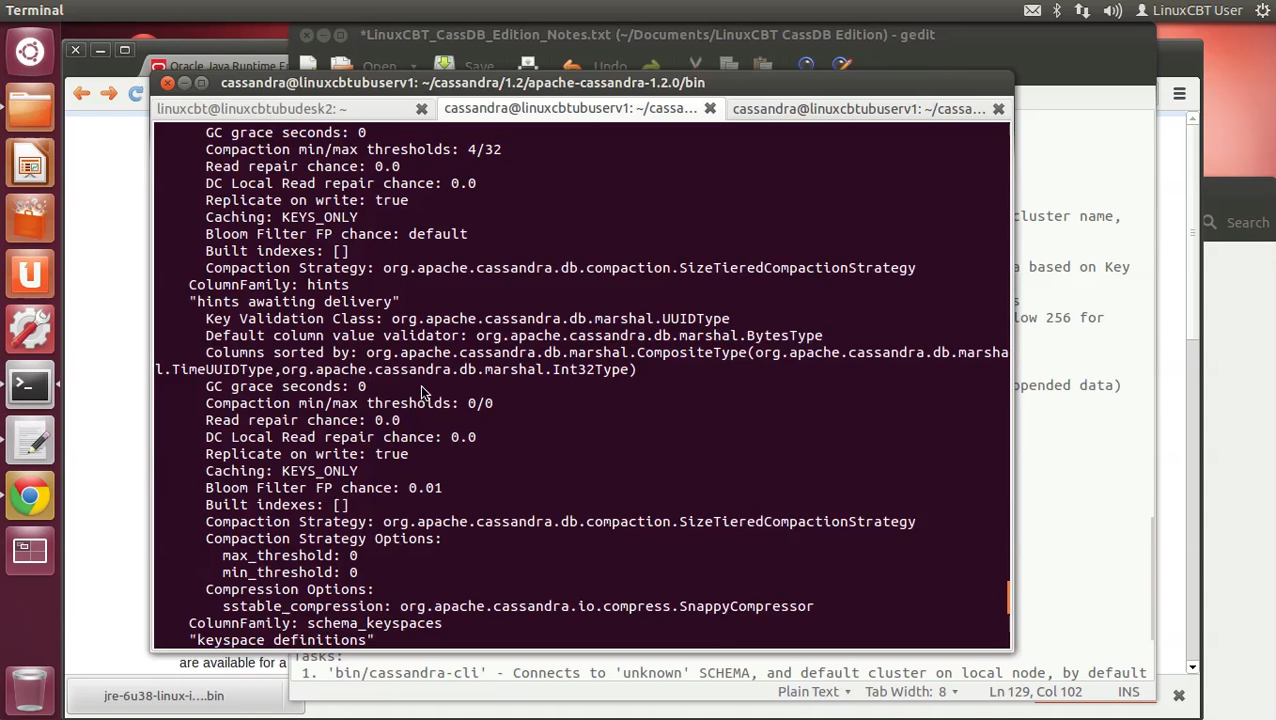 Terminal
LinuxCBT User
*LinuxCBT_CassDB_Edition_Notes.txt (~/Documents/LinuxCBT CassDB Edition) - gedit
Oracle Java Runtime
Open
Save
Undo
cassandra@linuxcbtubuserv1: ~/cassandra/1.2/apache-cassandra-1.2.0/bin
linuxcbt@linuxcbtubudesk2: ~
cassandra@linuxcbtubuserv1: ~/cassa...
cassandra@linuxcbtubuserv1: ~/cassa...
GC grace seconds: 0
Compaction min/max thresholds: 4/32
Read repair chance: 0.0
DC Local Read repair chance: 0.0
Replicate on write: true
Caching: KEYS_ONLY
Bloom Filter FP chance: default
Built indexes: []
Compaction Strategy: org.apache.cassandra.db.compaction.SizeTieredCompactionStrategy
ColumnFamily: hints
"hints awaiting delivery"
Key Validation Class: org.apache.cassandra.db.marshal.UUIDType
Default column value validator: org.apache.cassandra.db.marshal.BytesType
Columns sorted by: org.apache.cassandra.db.marshal.CompositeType(org.apache.cassandra.db.marsha
l.TimeUUIDType,org.apache.cassandra.db.marshal.Int32Type)
GC grace seconds: 0
Compaction min/max thresholds: 0/0
Read repair chance: 0.0
DC Local Read repair chance: 0.0
Replicate on write: true
Caching: KEYS_ONLY
Bloom Filter FP chance: 0.01
Built indexes: []
Compaction Strategy: org.apache.cassandra.db.compaction.SizeTieredCompactionStrategy
Compaction Strategy Options:
max_threshold: 0
min_threshold: 0
Compression Options:
sstable_compression: org.apache.cassandra.io.compress.SnappyCompressor
ColumnFamily: schema_keyspaces
"keyspace definitions"
cluster name,
a based on Key
s
low 256 for
opended data)
Search
are available for a
Tasks:
1. 'bin/cassandra-cli' - Connects to 'unknown' SCHEMA, and default cluster on local node, by default
jre-6u38-linux-i....bin
Plain Text
Tab Width: 8
Ln 129, Col 102
INS